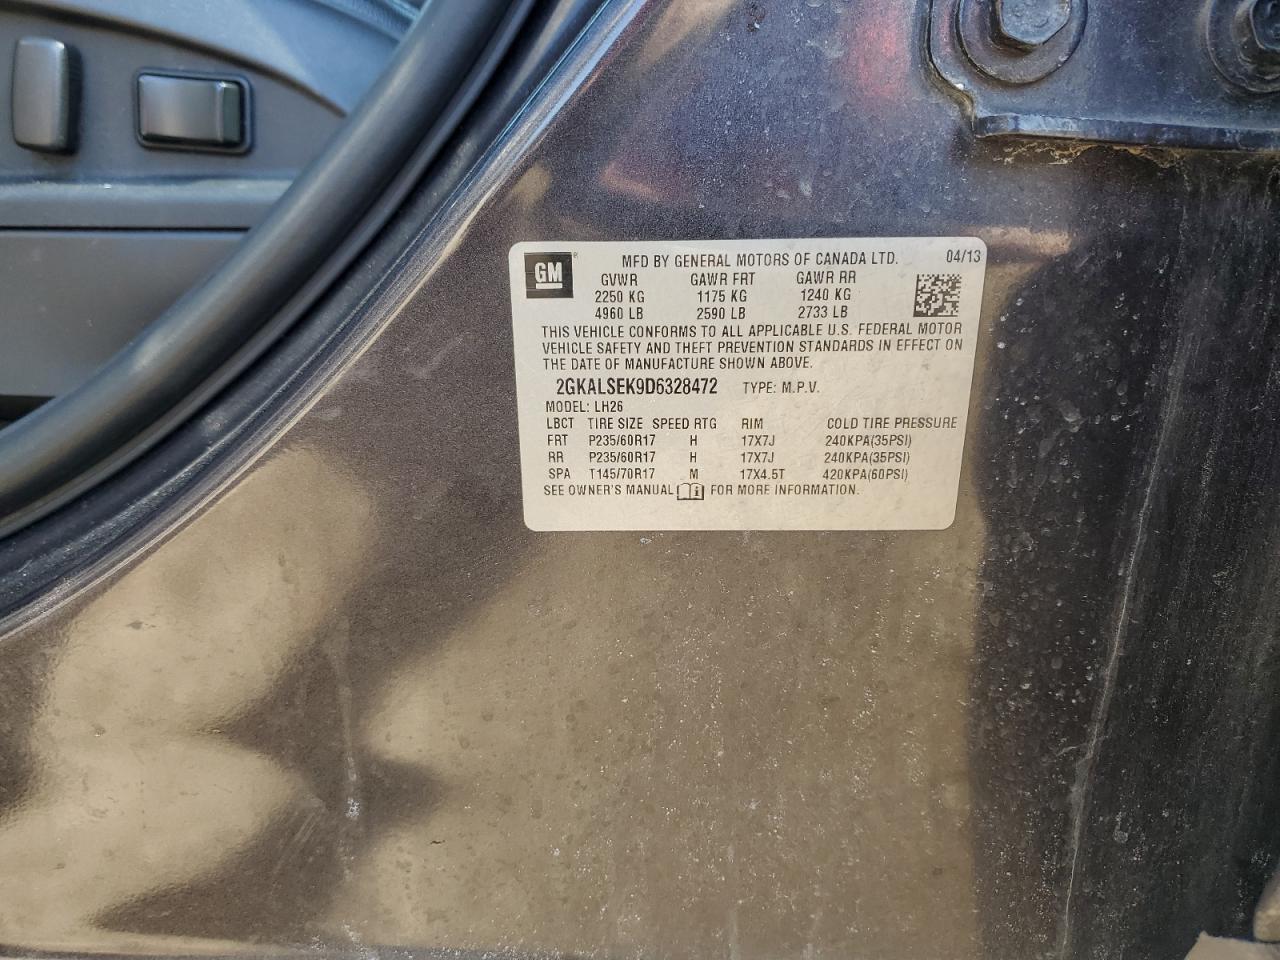 GM ® MFD BY GENERAL MOTORS OF CANADA LTD. 04/13
GVWR GAWR FRT GAWR RR
2250 KG 1175 KG 1240 KG
4960 LB 2590 LB 2733 LB
THIS VEHICLE CONFORMS TO ALL APPLICABLE U.S. FEDERAL MOTOR
VEHICLE SAFETY AND THEFT PREVENTION STANDARDS IN EFFECT ON
THE DATE OF MANUFACTURE SHOWN ABOVE.
2GKALSEK9D6328472 TYPE: M.P.V.
MODEL: LH26
LBCT TIRE SIZE SPEED RTG RIM COLD TIRE PRESSURE
FRT P235/60R17 H 17X7J 240KPA(35PSI)
RR P235/60R17 H 17X7J 240KPA(35PSI)
SPA T145/70R17 M 17X4.5T 420KPA(60PSI)
SEE OWNER'S MANUAL FOR MORE INFORMATION.